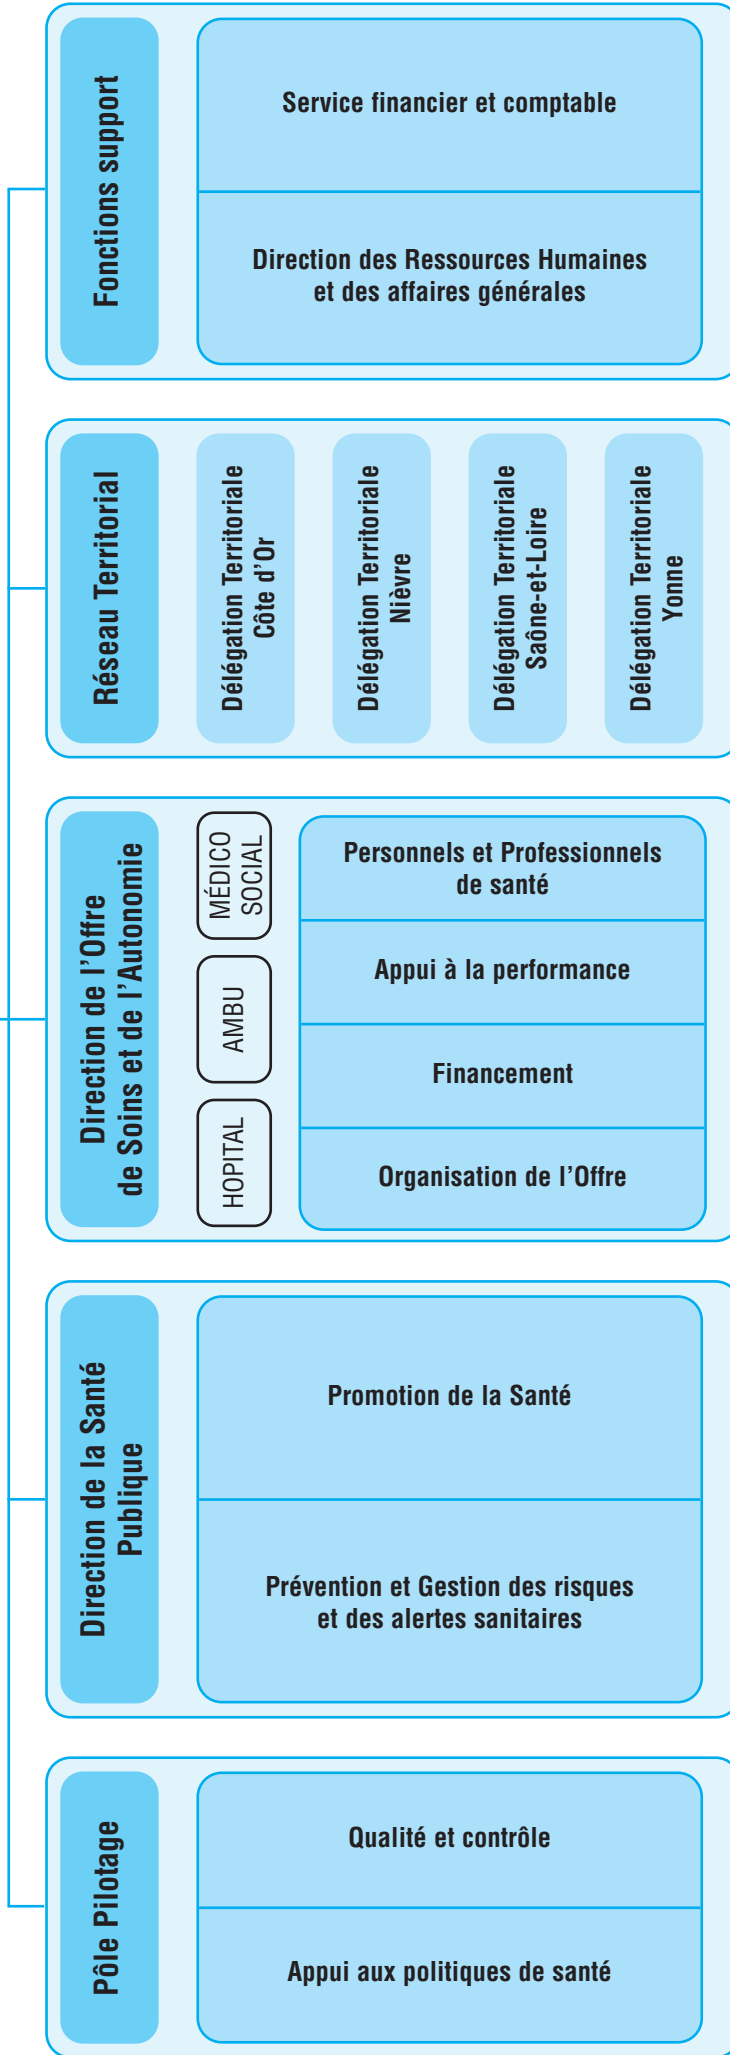 Fonctions support
Service financier et comptable
Direction des Ressources Humaines
et des affaires générales
Réseau Territorial
Délégation Territoriale
Côte d'Or
Délégation Territoriale
Nièvre
Délégation Territoriale
Saône-et-Loire
Délégation Territoriale
Yonne
Direction de l'Offre
de Soins et de l'Autonomie
MÉDICO
SOCIAL
AMBU
HOPITAL
Personnels et Professionnels
de santé
Appui à la performance
Financement
Organisation de l'Offre
Direction de la Santé
Publique
Promotion de la Santé
Prévention et Gestion des risques
et des alertes sanitaires
Pôle Pilotage
Qualité et contrôle
Appui aux politiques de santé